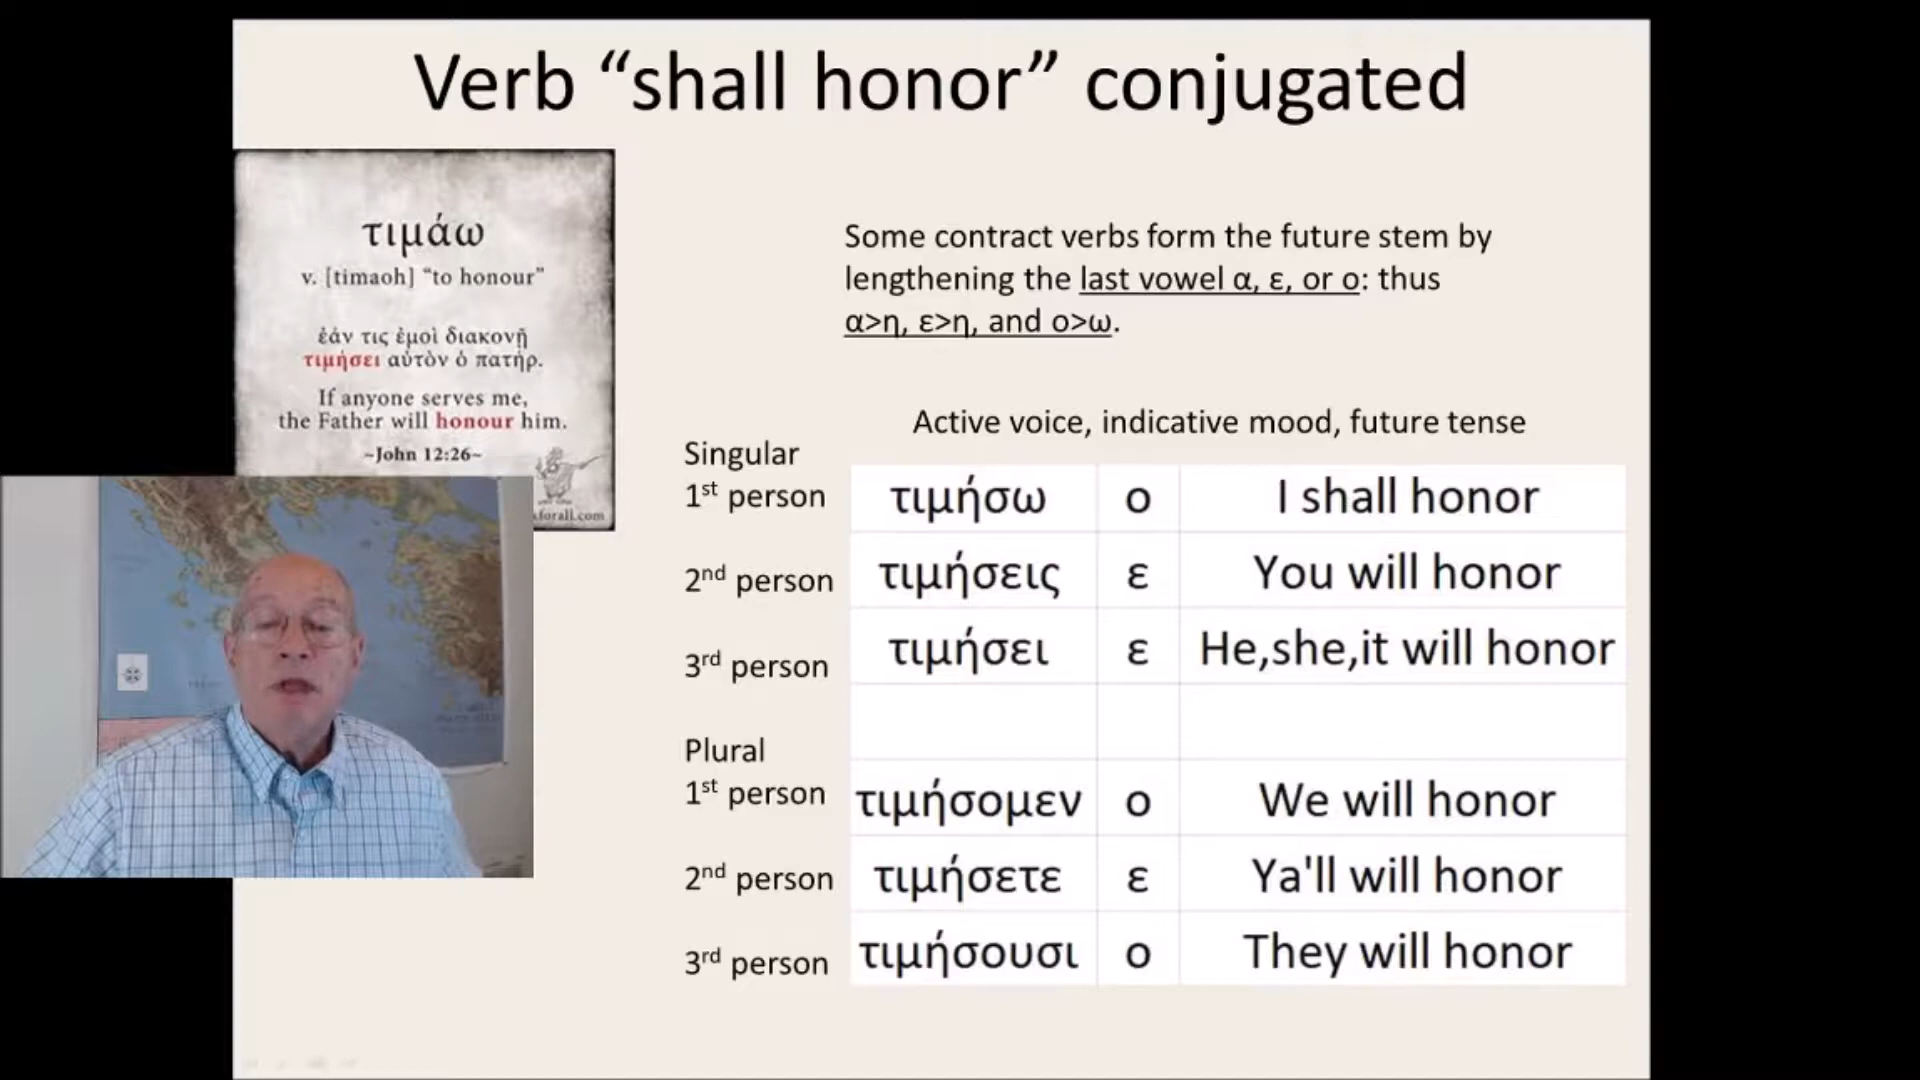 Verb “shall honor” conjugated
τιμάω
v. [timaoh] “to honour”
ἐάν τις ἐμοὶ διακονῇ
τιμήσει αὐτὸν ὁ πατήρ.
If anyone serves me,
the Father will honour him.
~John 12:26~
forall.com
Some contract verbs form the future stem by
lengthening the last vowel α, ε, or ο: thus
α>η, ε>η, and ο>ω.
Active voice, indicative mood, future tense
Singular
1st person τιμήσω ο I shall honor
2nd person τιμήσεις ε You will honor
3rd person τιμήσει ε He,she,it will honor
Plural
1st person τιμήσομεν ο We will honor
2nd person τιμήσετε ε Ya'll will honor
3rd person τιμήσουσι ο They will honor